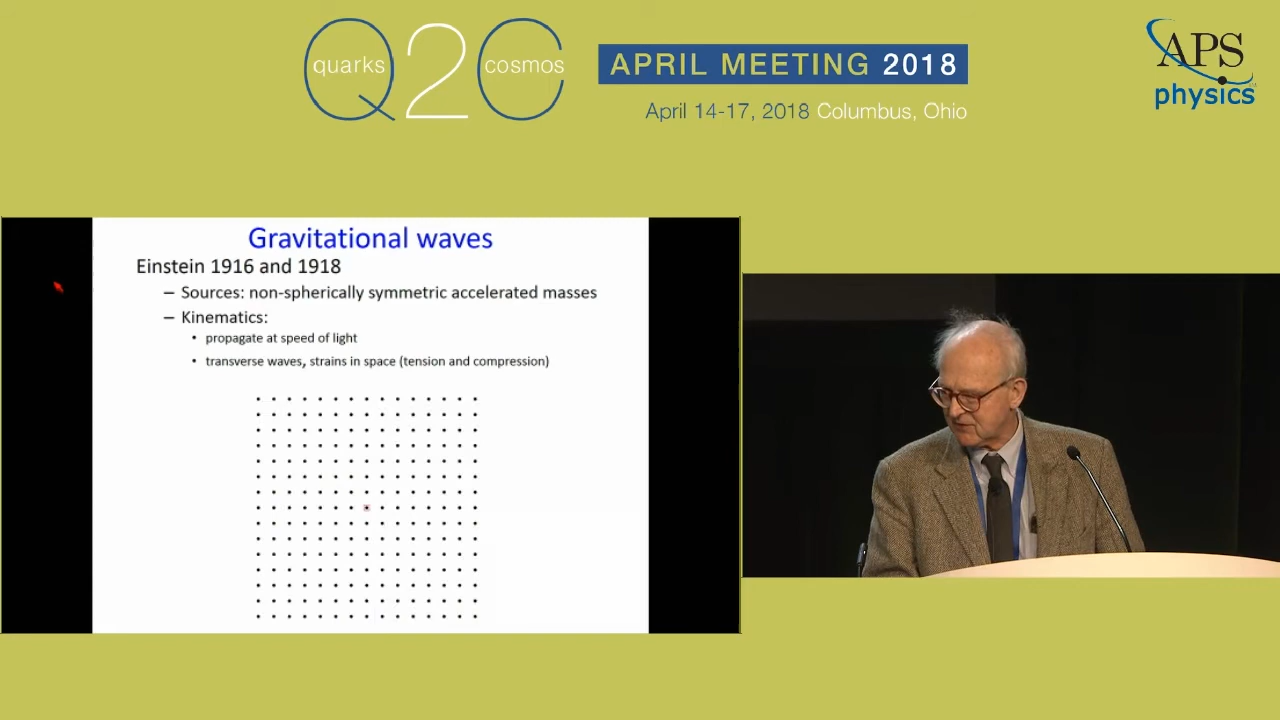 quarks 2 cosmos
APRIL MEETING 2018
April 14-17, 2018 Columbus, Ohio
APS
physics
Gravitational waves
Einstein 1916 and 1918
– Sources: non-spherically symmetric accelerated masses
– Kinematics:
• propagate at speed of light
• transverse waves, strains in space (tension and compression)